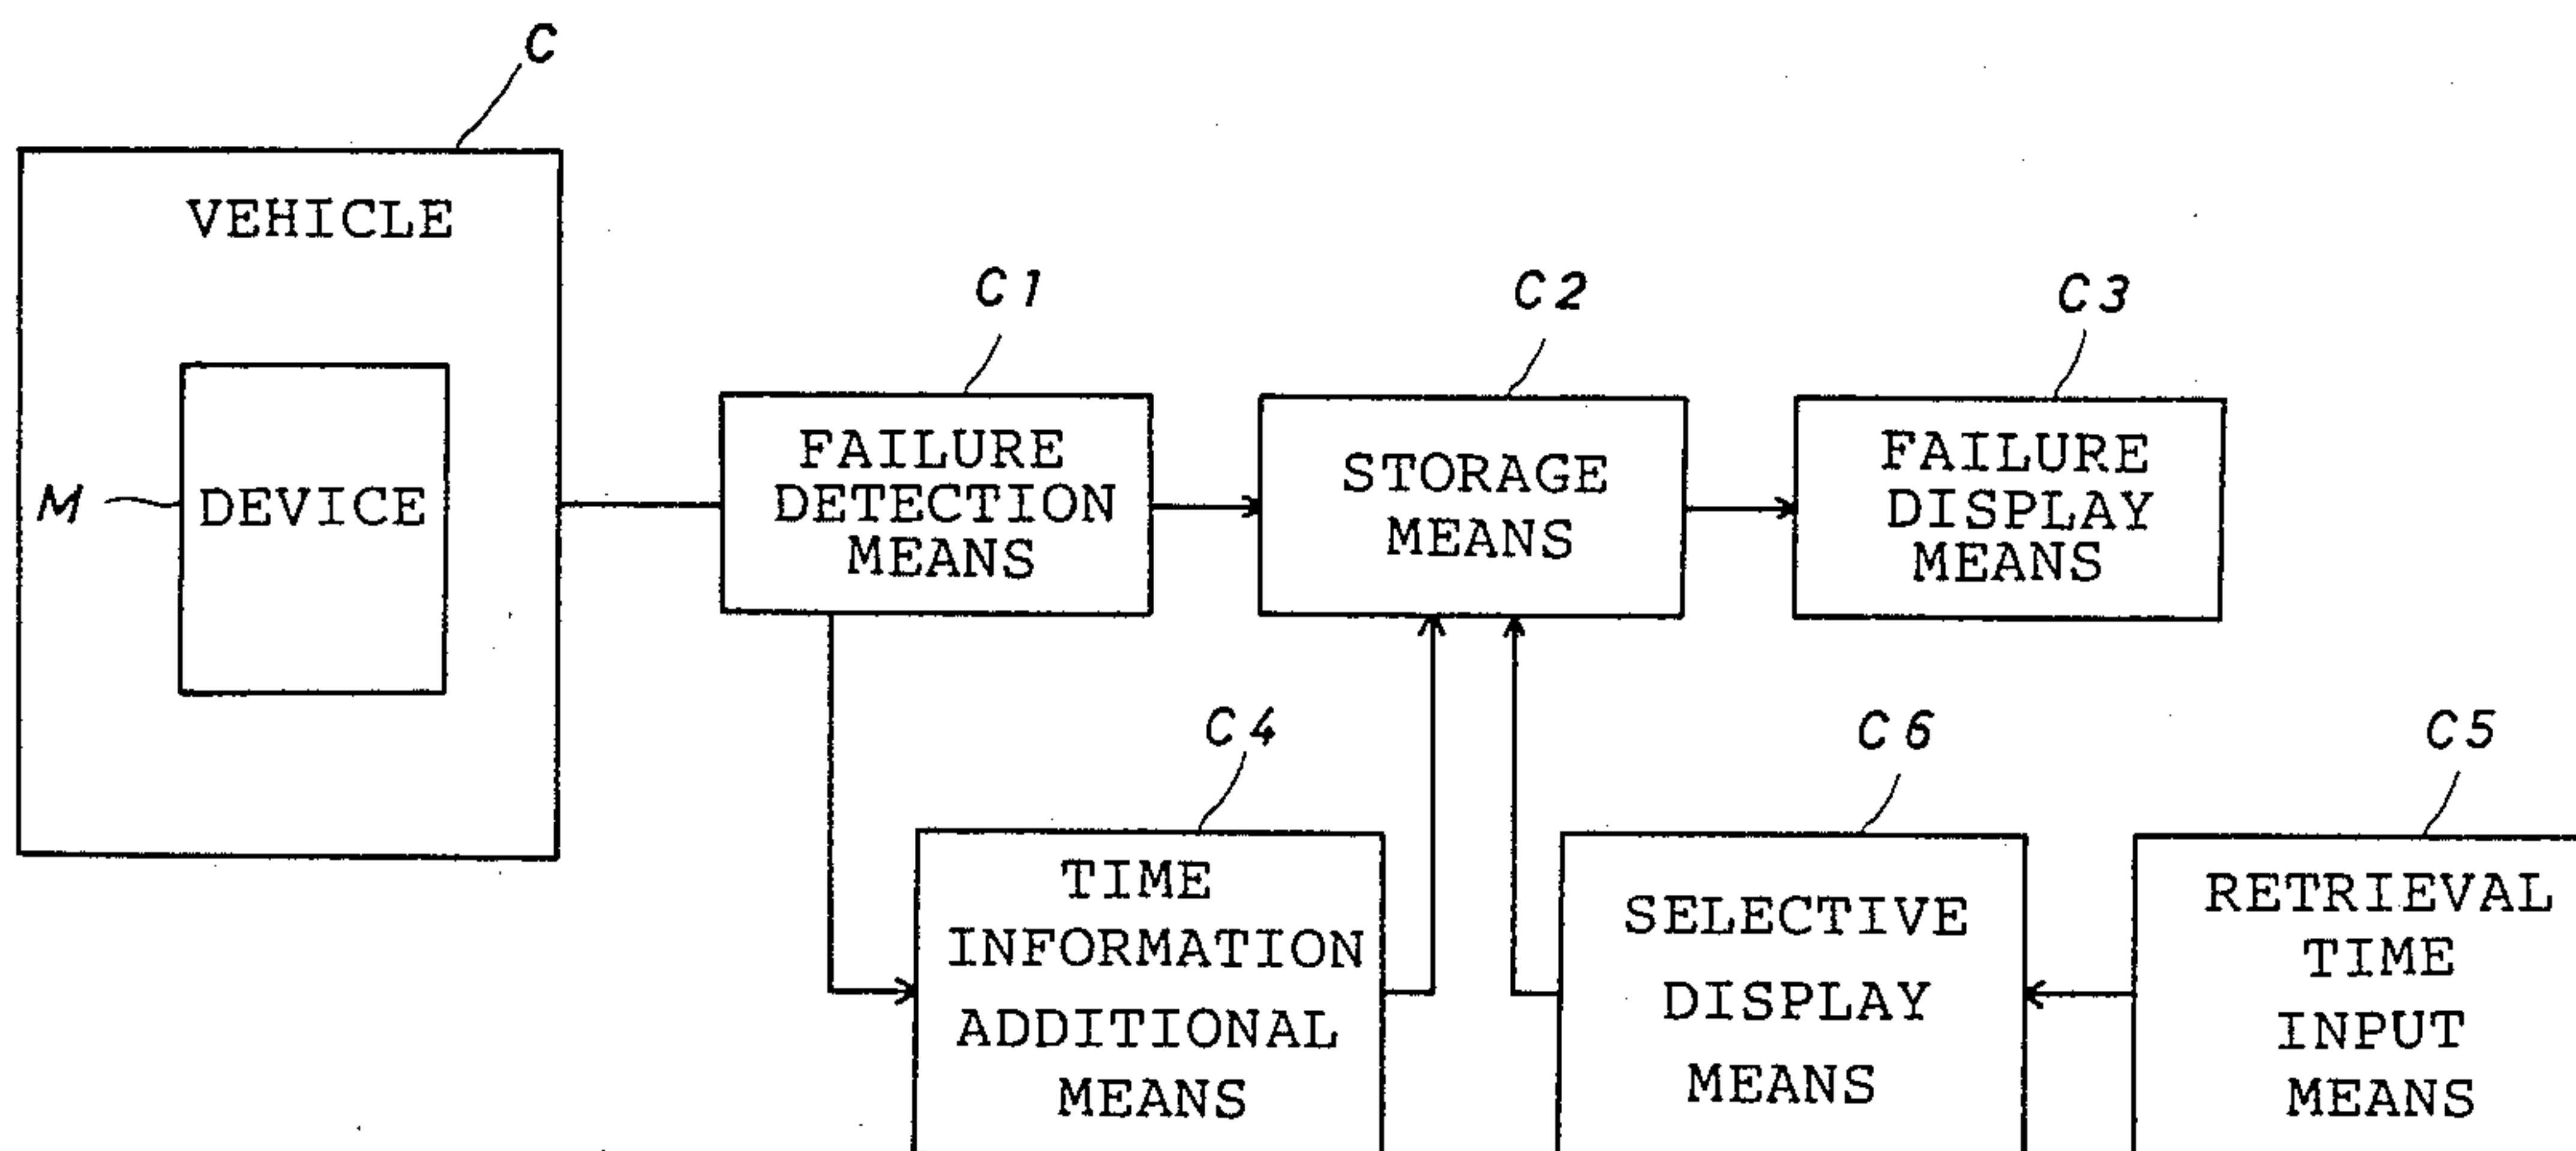 C
VEHICLE
M
DEVICE
C1
FAILURE
DETECTION
MEANS
C2
STORAGE
MEANS
C3
FAILURE
DISPLAY
MEANS
C4
TIME
INFORMATION
ADDITIONAL
MEANS
C6
SELECTIVE
DISPLAY
MEANS
C5
RETRIEVAL
TIME
INPUT
MEANS